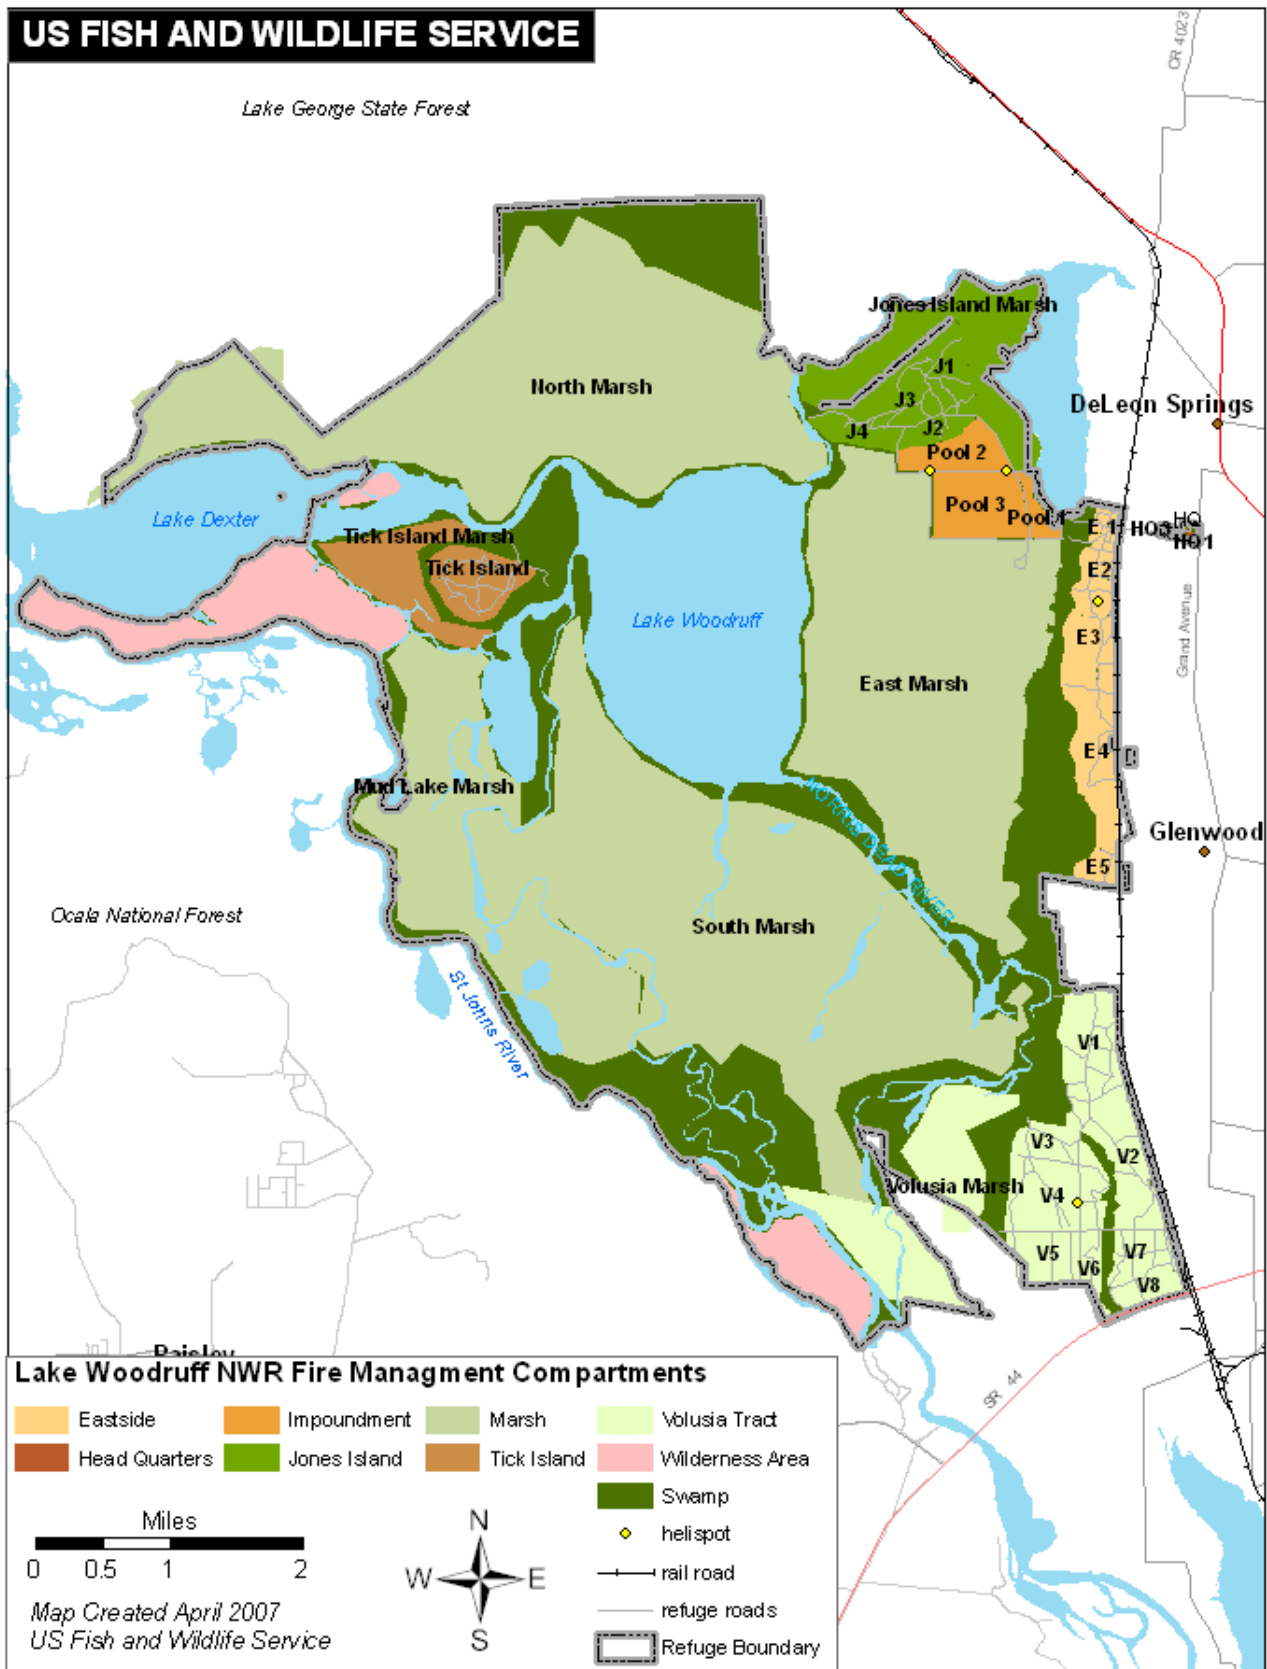 US FISH AND WILDLIFE SERVICE
CR 4023
Lake George State Forest
Jones Island Marsh
J1
North Marsh
J3
DeLeon Springs
J4
J2
Pool 2
Pool 3
Pool 1
Lake Dexter
Tick Island Marsh
E 1
HQ3
HQ
HQ1
Tick Island
E2
Grand Avenue
Lake Woodruff
E3
East Marsh
E4
Mud Lake Marsh
NORRIS DEAD RIVER
Glenwood
E5
Ocala National Forest
South Marsh
St Johns River
V1
V3
V2
Volusia Marsh
V4
V5
V6
V7
V8
Paisley
SR 44
Lake Woodruff NWR Fire Managment Compartments
Eastside
Impoundment
Marsh
Volusia Tract
Head Quarters
Jones Island
Tick Island
Wilderness Area
Swamp
Miles
0 0.5 1 2
N
W E
S
helispot
rail road
refuge roads
Refuge Boundary
Map Created April 2007
US Fish and Wildlife Service